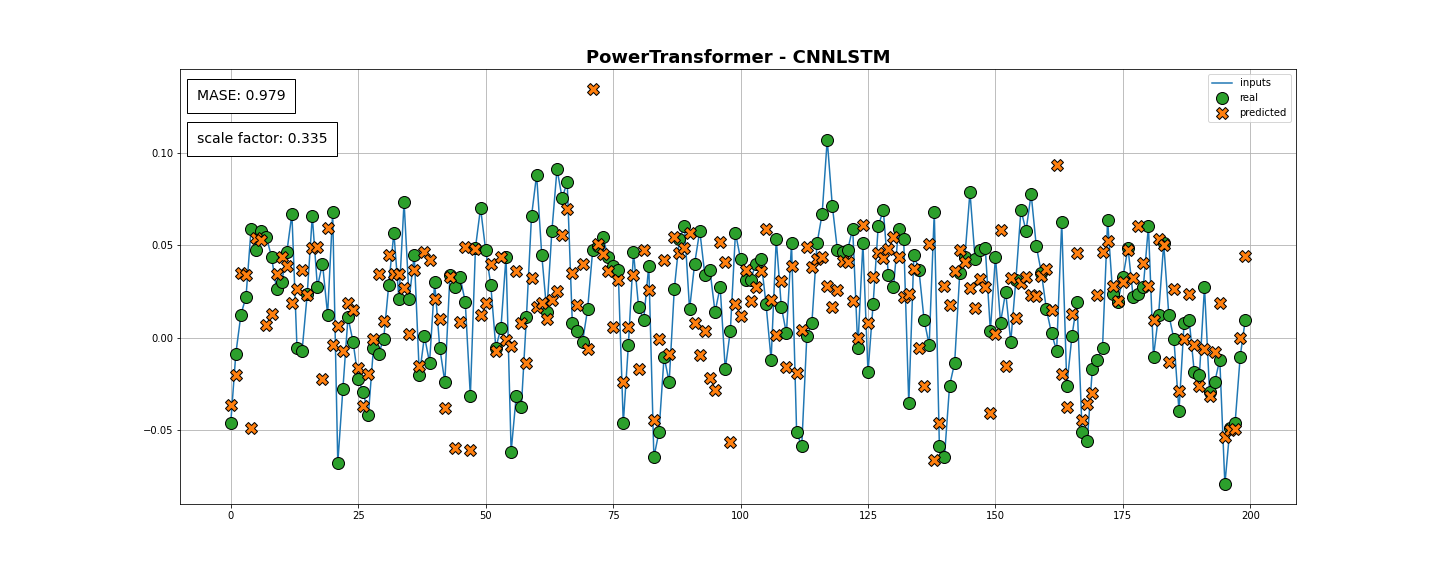 PowerTransformer - CNNLSTM
MASE: 0.979
scale factor: 0.335
inputs
real
predicted
0.10
0.05
0.00
−0.05
0 25 50 75 100 125 150 175 200